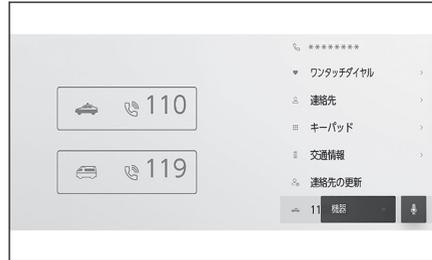 110
119
********
ワンタッチダイヤル
連絡先
キーパッド
交通情報
連絡先の更新
11
機器